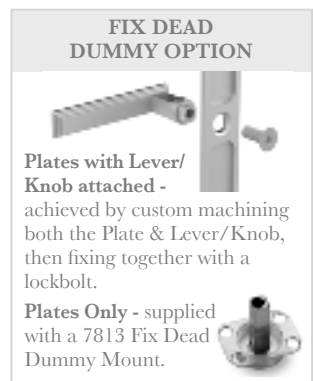 FIX DEAD
DUMMY OPTION
Plates with Lever/
Knob attached -
achieved by custom machining
both the Plate & Lever/Knob,
then fixing together with a
lockbolt.
Plates Only - supplied
with a 7813 Fix Dead
Dummy Mount.